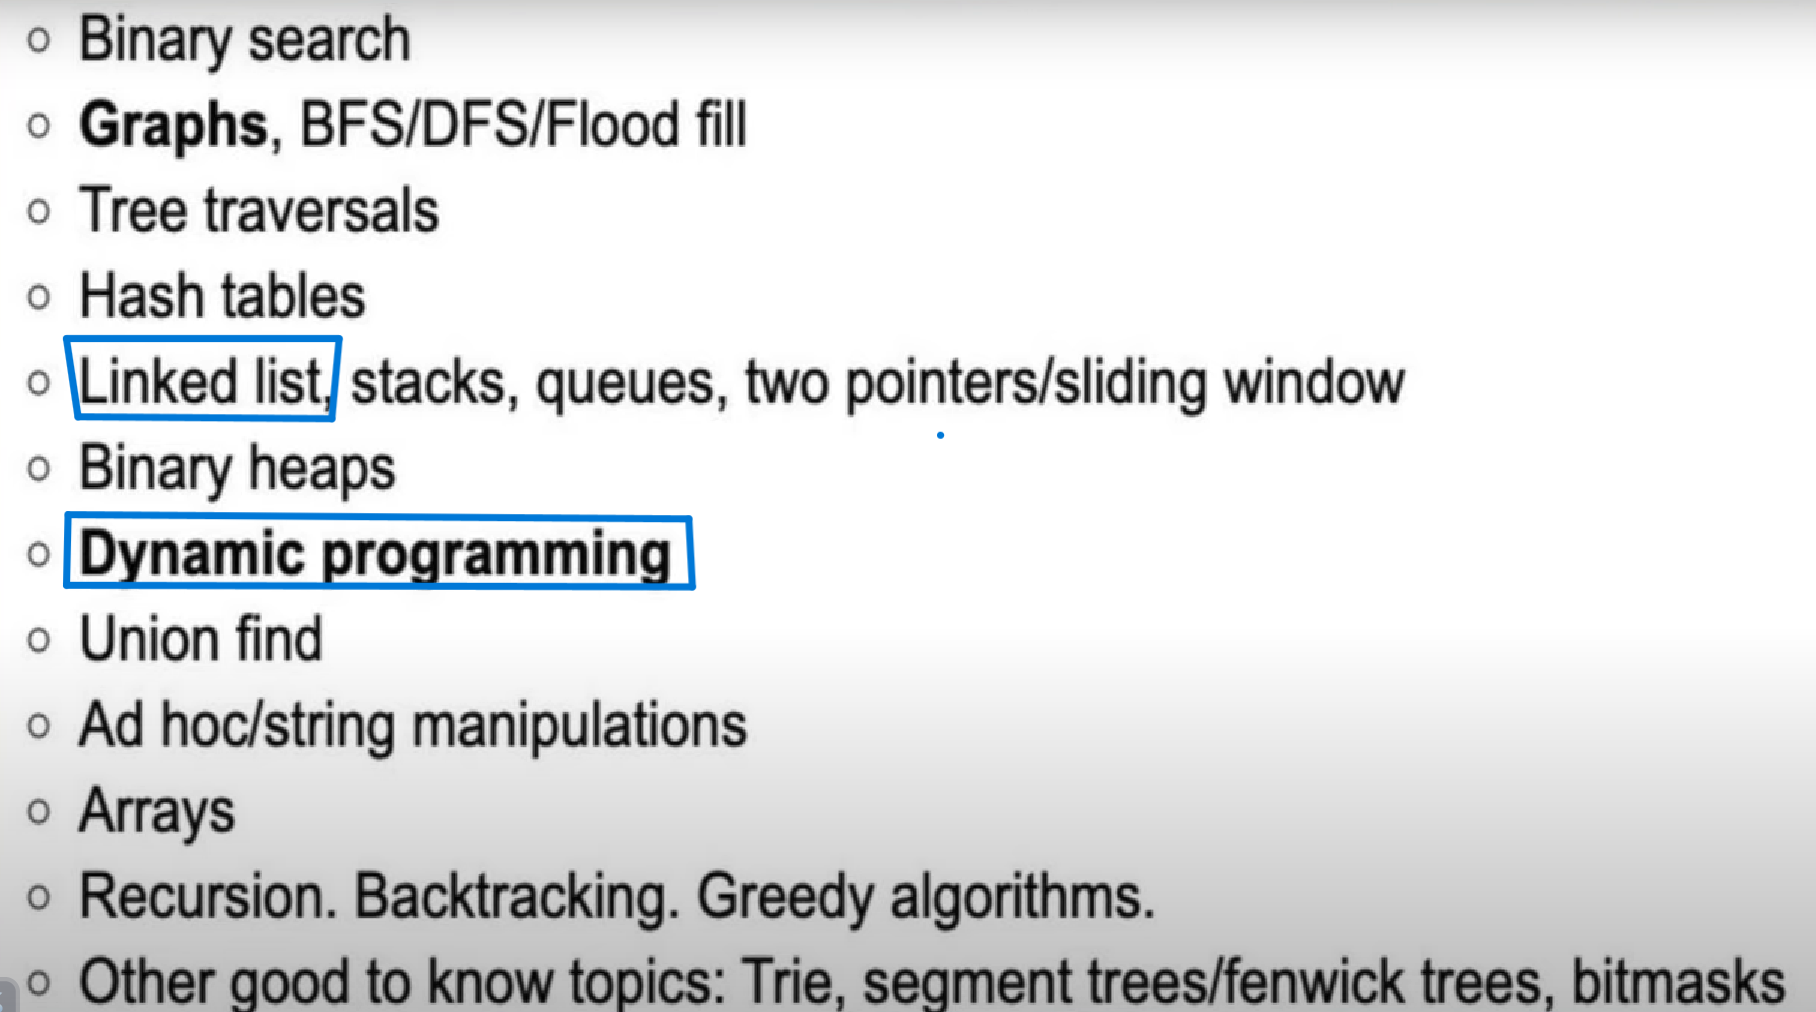 Binary search
Graphs, BFS/DFS/Flood fill
Tree traversals
Hash tables
Linked list, stacks, queues, two pointers/sliding window
Binary heaps
Dynamic programming
Union find
Ad hoc/string manipulations
Arrays
Recursion. Backtracking. Greedy algorithms.
Other good to know topics: Trie, segment trees/fenwick trees, bitmasks